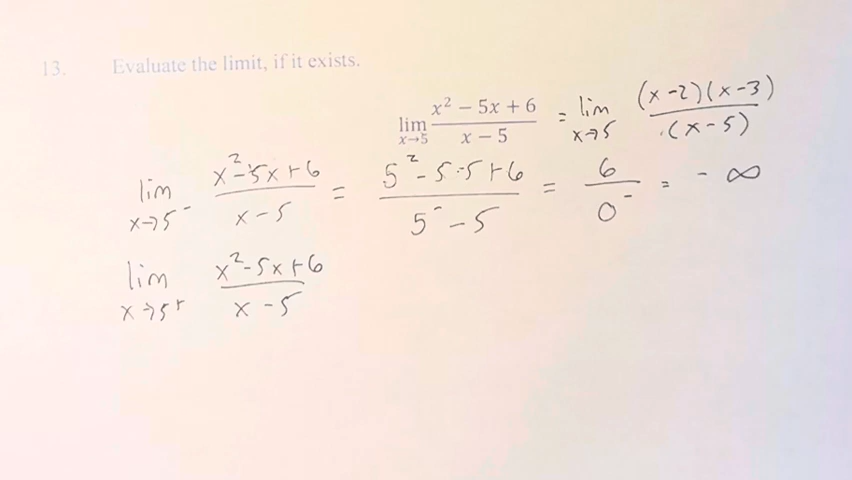 13. Evaluate the limit, if it exists.
lim x→5 (x² − 5x + 6)/(x − 5) = lim x→5 (x−2)(x−3)/(x−5)
lim x→5⁻ (x²−5x+6)/(x−5) = (5²−5·5+6)/(5⁻−5) = 6/0⁻ = −∞
lim x→5⁺ (x²−5x+6)/(x−5)